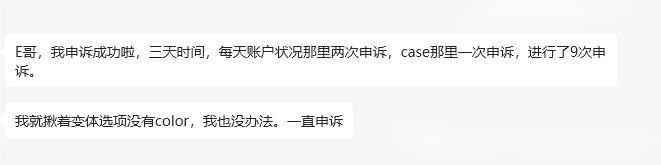 E哥，我申诉成功啦，三天时间，每天账户状况那里两次申诉，case那里一次申诉，进行了9次申
诉。
我就揪着变体选项没有color，我也没办法。一直申诉